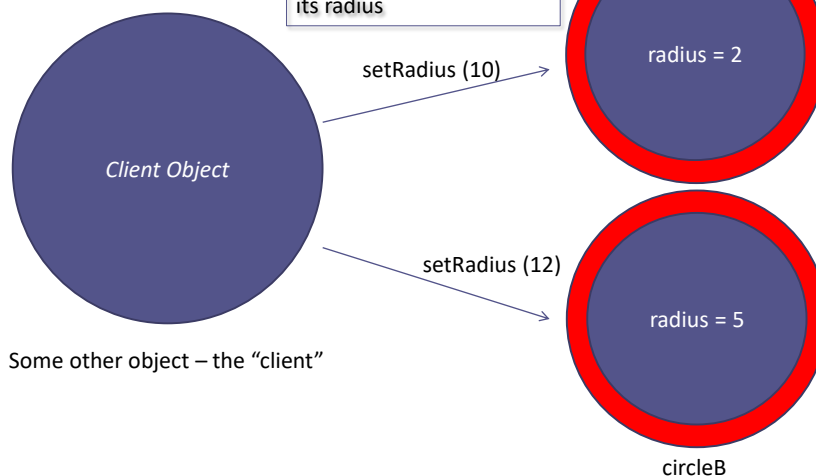 its radius
radius = 2
setRadius (10)
Client Object
setRadius (12)
radius = 5
Some other object – the “client”
circleB